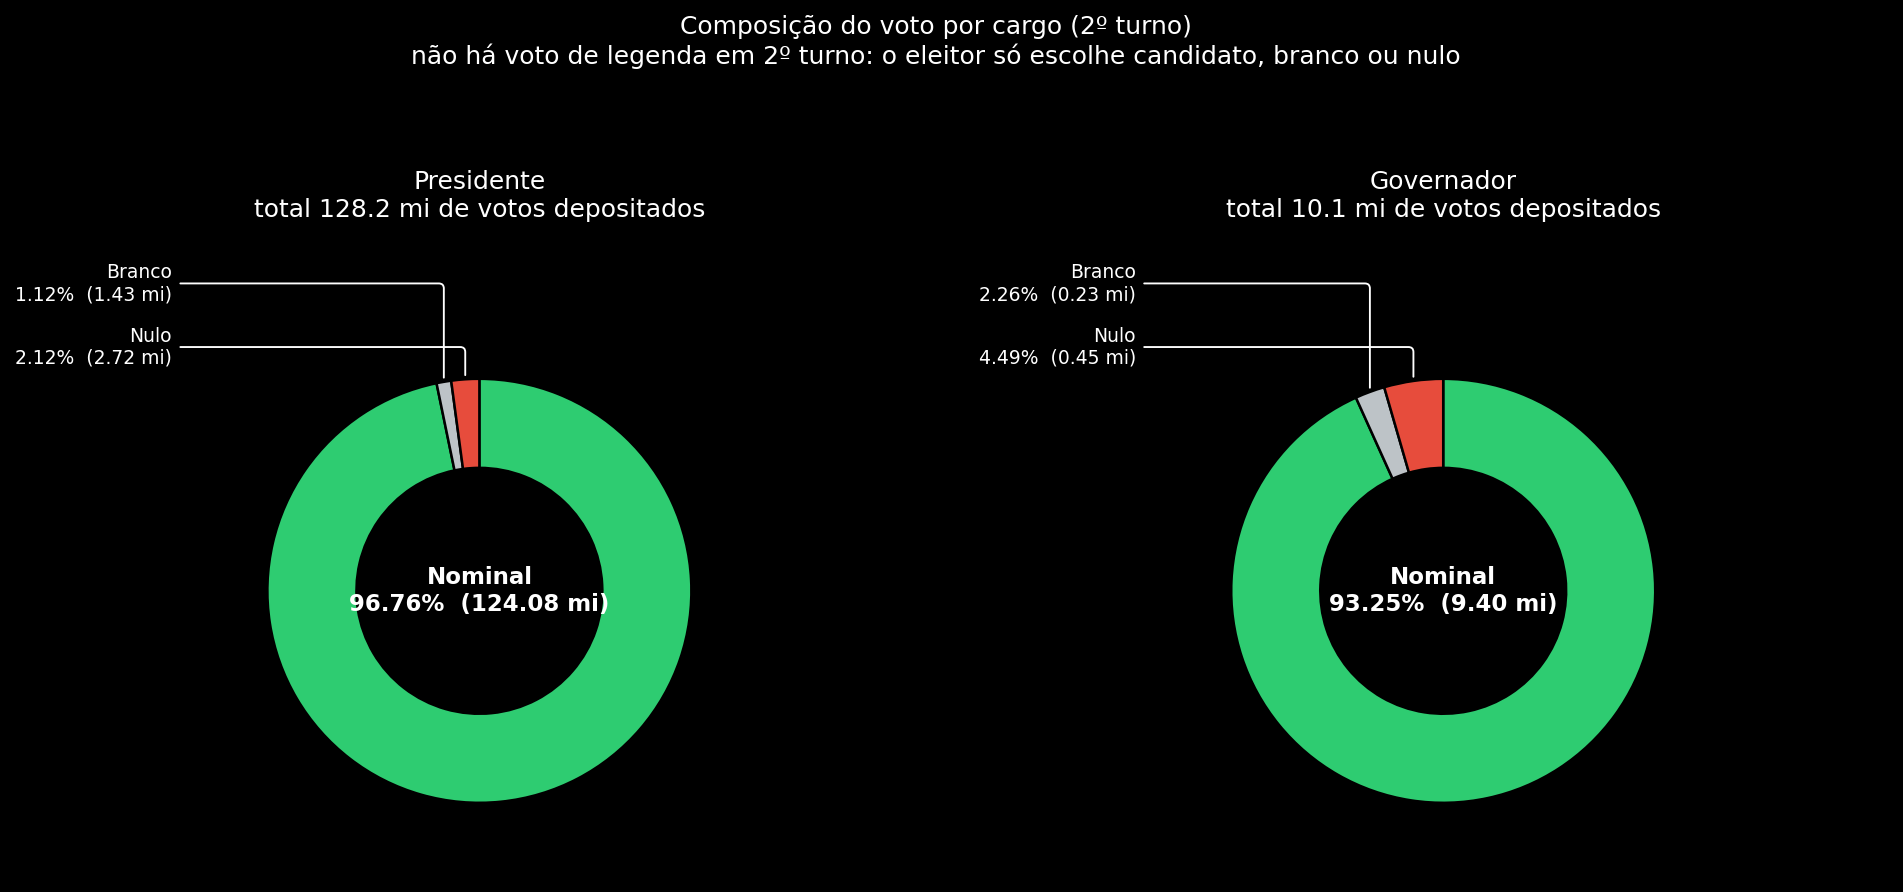 Composição do voto por cargo (2º turno)
não há voto de legenda em 2º turno: o eleitor só escolhe candidato, branco ou nulo
Presidente
total 128.2 mi de votos depositados
Branco
1.12%  (1.43 mi)
Nulo
2.12%  (2.72 mi)
Nominal
96.76%  (124.08 mi)
Governador
total 10.1 mi de votos depositados
Branco
2.26%  (0.23 mi)
Nulo
4.49%  (0.45 mi)
Nominal
93.25%  (9.40 mi)